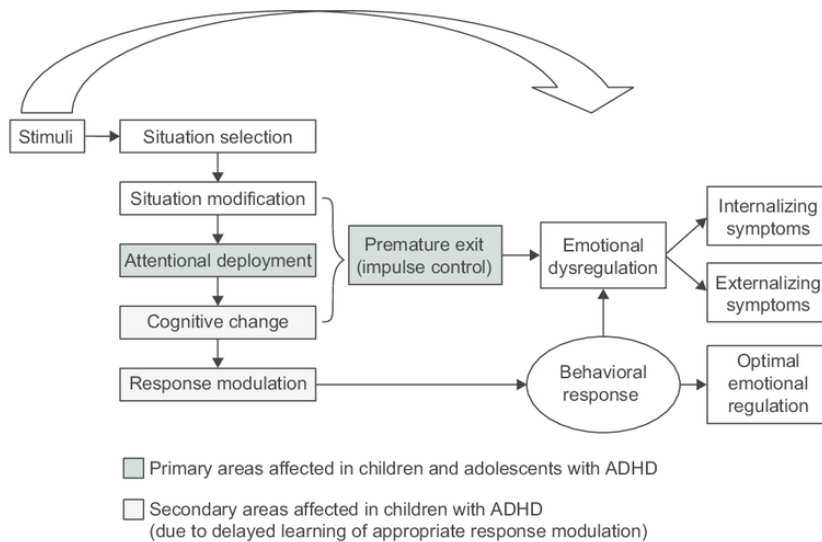 Stimuli
Situation selection
Situation modification
Attentional deployment
Cognitive change
Response modulation
Premature exit
(impulse control)
Emotional
dysregulation
Internalizing
symptoms
Externalizing
symptoms
Behavioral
response
Optimal
emotional
regulation
Primary areas affected in children and adolescents with ADHD
Secondary areas affected in children with ADHD
(due to delayed learning of appropriate response modulation)